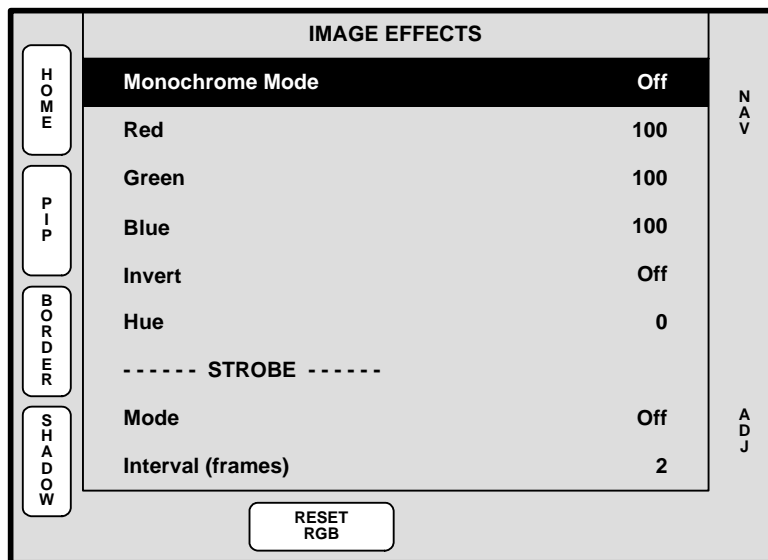 IMAGE EFFECTS
HOME
PIP
BORDER
SHADOW
Monochrome Mode Off
Red 100
Green 100
Blue 100
Invert Off
Hue 0
- - - - - - STROBE - - - - - -
Mode Off
Interval (frames) 2
NAV
ADJ
RESET
RGB